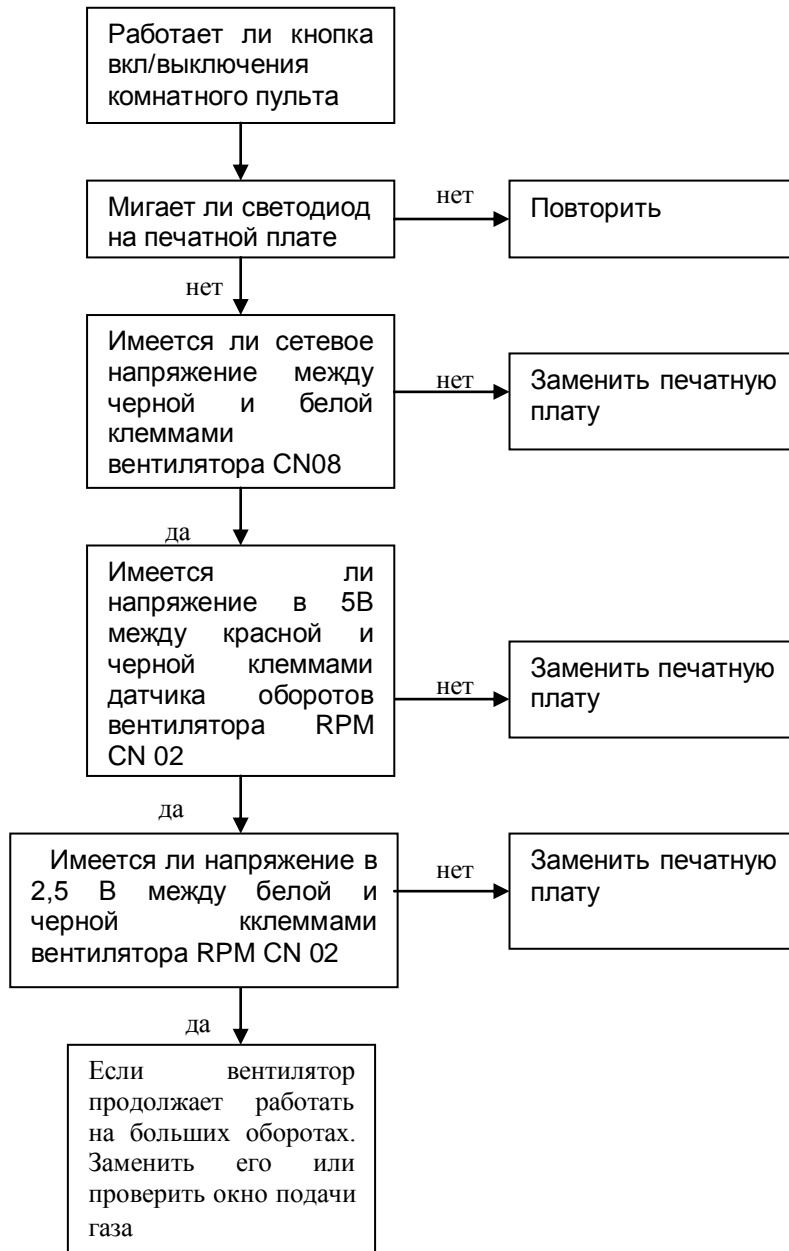 Работает ли кнопка
вкл/выключения
комнатного пульта
Мигает ли светодиод
на печатной плате
нет
Повторить
нет
Имеется ли сетевое
напряжение между
черной и белой
клеммами
вентилятора CN08
нет
Заменить печатную
плату
да
Имеется ли
напряжение в 5В
между красной и
черной клеммами
датчика оборотов
вентилятора RPM
CN 02
нет
Заменить печатную
плату
да
Имеется ли напряжение в
2,5 В между белой и
черной кклеммами
вентилятора RPM CN 02
нет
Заменить печатную
плату
да
Если вентилятор
продолжает работать
на больших оборотах.
Заменить его или
проверить окно подачи
газа